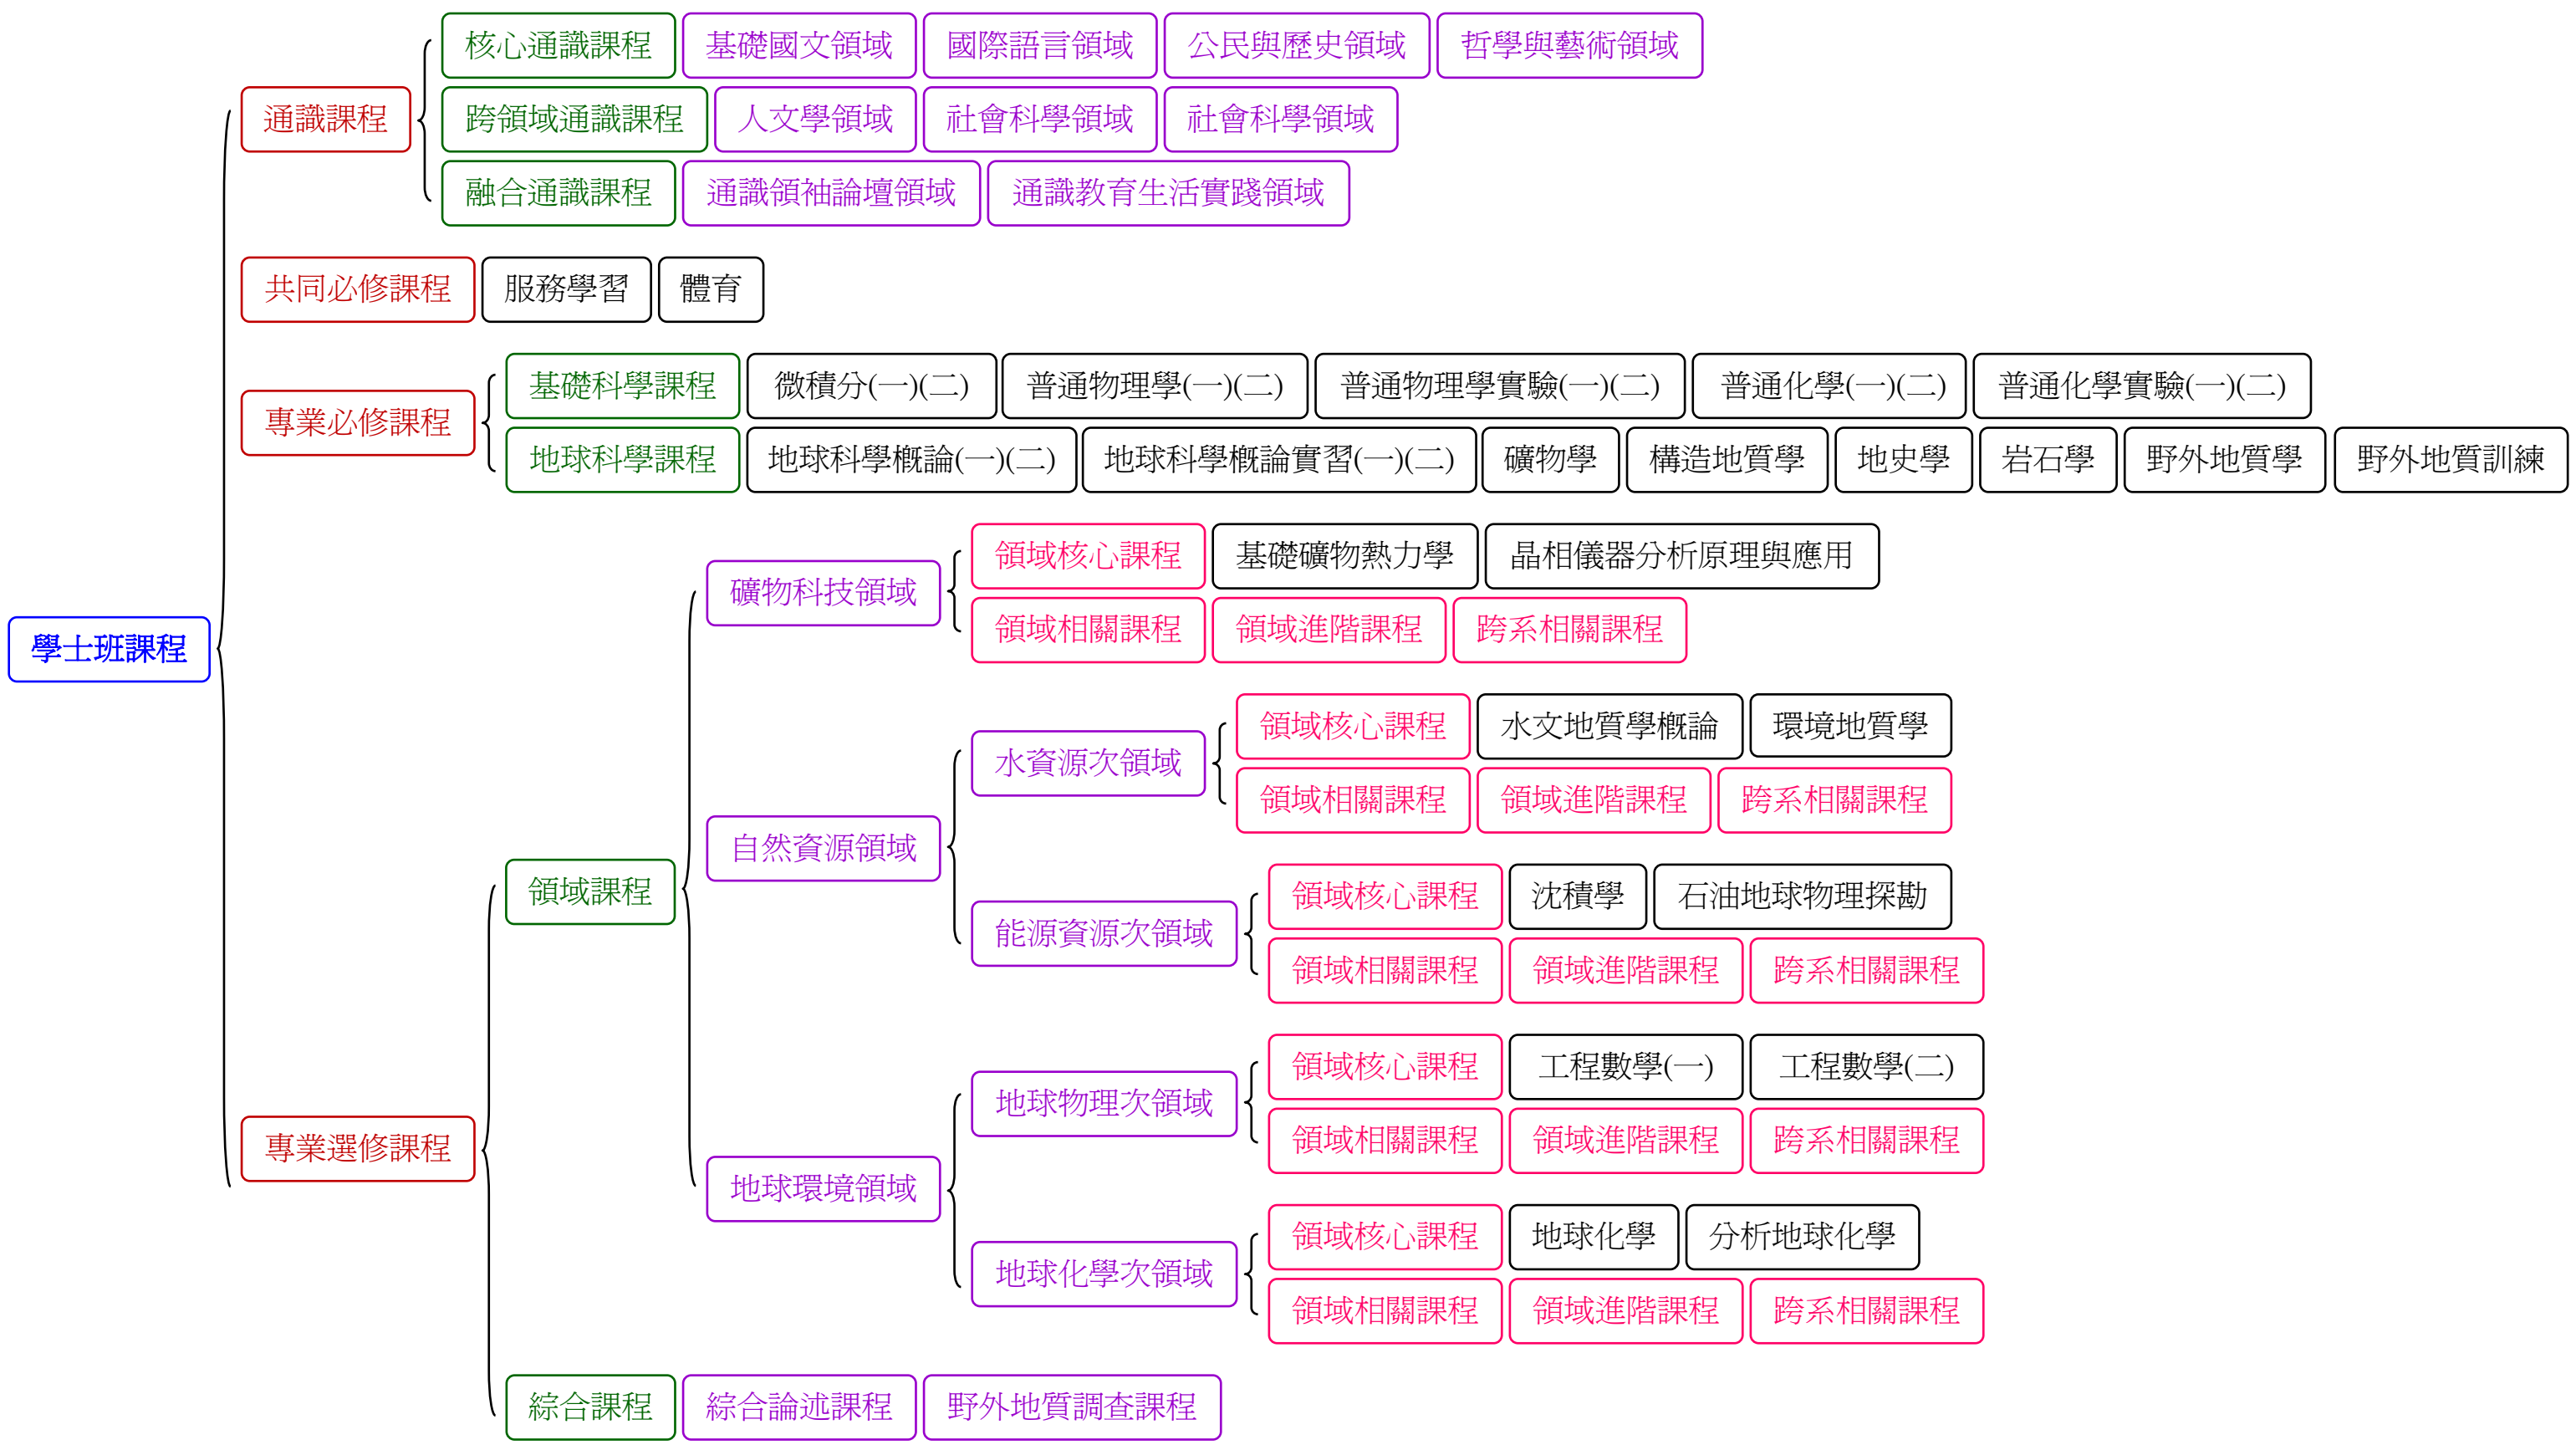 核心通識課程 基礎國文領域 國際語言領域 公民與歷史領域 哲學與藝術領域
通識課程 跨領域通識課程 人文學領域 社會科學領域 社會科學領域
融合通識課程 通識領袖論壇領域 通識教育生活實踐領域
共同必修課程 服務學習 體育
基礎科學課程 微積分(一)(二) 普通物理學(一)(二) 普通物理學實驗(一)(二) 普通化學(一)(二) 普通化學實驗(一)(二)
專業必修課程
地球科學課程 地球科學概論(一)(二) 地球科學概論實習(一)(二) 礦物學 構造地質學 地史學 岩石學 野外地質學 野外地質訓練
領域核心課程 基礎礦物熱力學 晶相儀器分析原理與應用
礦物科技領域
領域相關課程 領域進階課程 跨系相關課程
學士班課程
領域核心課程 水文地質學概論 環境地質學
水資源次領域
領域相關課程 領域進階課程 跨系相關課程
自然資源領域
領域課程 領域核心課程 沈積學 石油地球物理探勘
能源資源次領域
領域相關課程 領域進階課程 跨系相關課程
領域核心課程 工程數學(一) 工程數學(二)
地球物理次領域
專業選修課程 領域相關課程 領域進階課程 跨系相關課程
地球環境領域
領域核心課程 地球化學 分析地球化學
地球化學次領域
領域相關課程 領域進階課程 跨系相關課程
綜合課程 綜合論述課程 野外地質調查課程